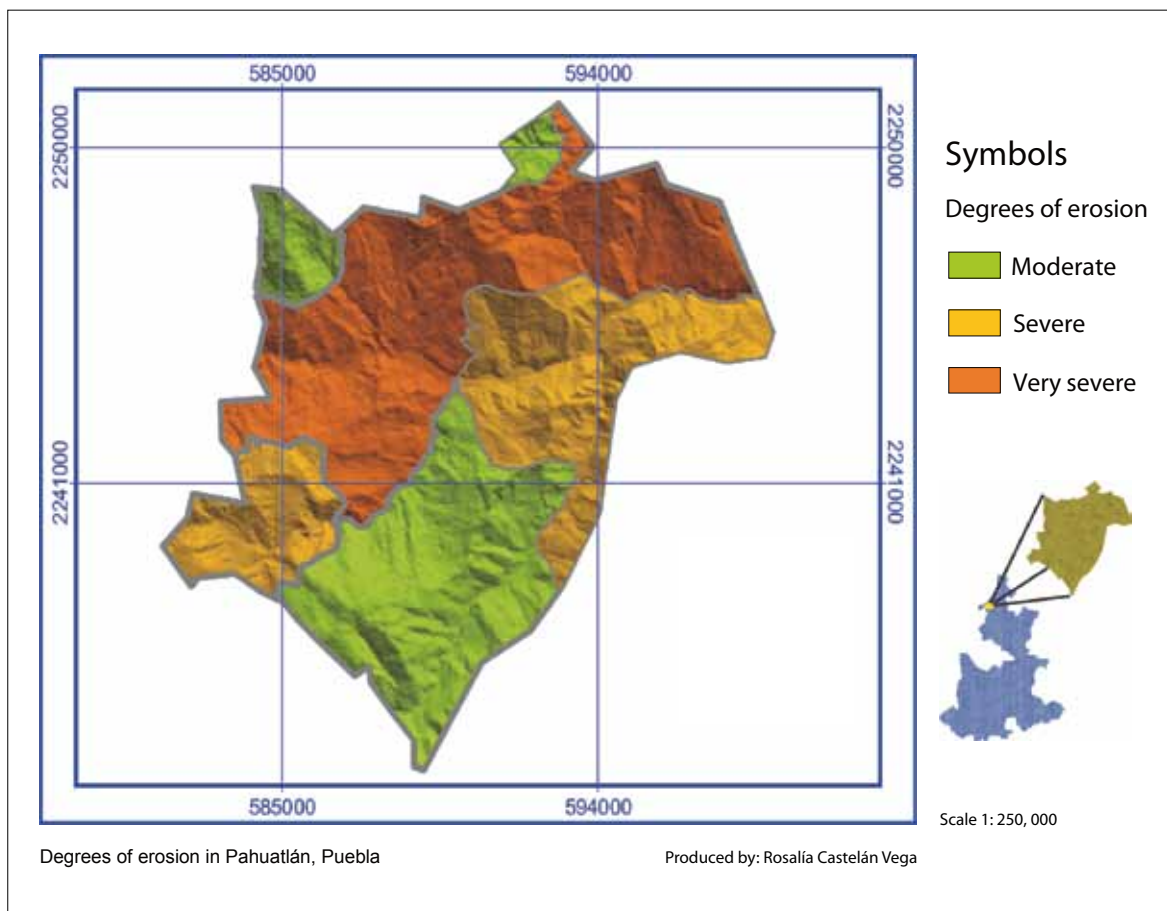 585000 594000
2250000 2250000
2241000 2241000
585000 594000
Symbols
Degrees of erosion
Moderate
Severe
Very severe
Scale 1: 250, 000
Degrees of erosion in Pahuatlán, Puebla
Produced by: Rosalía Castelán Vega